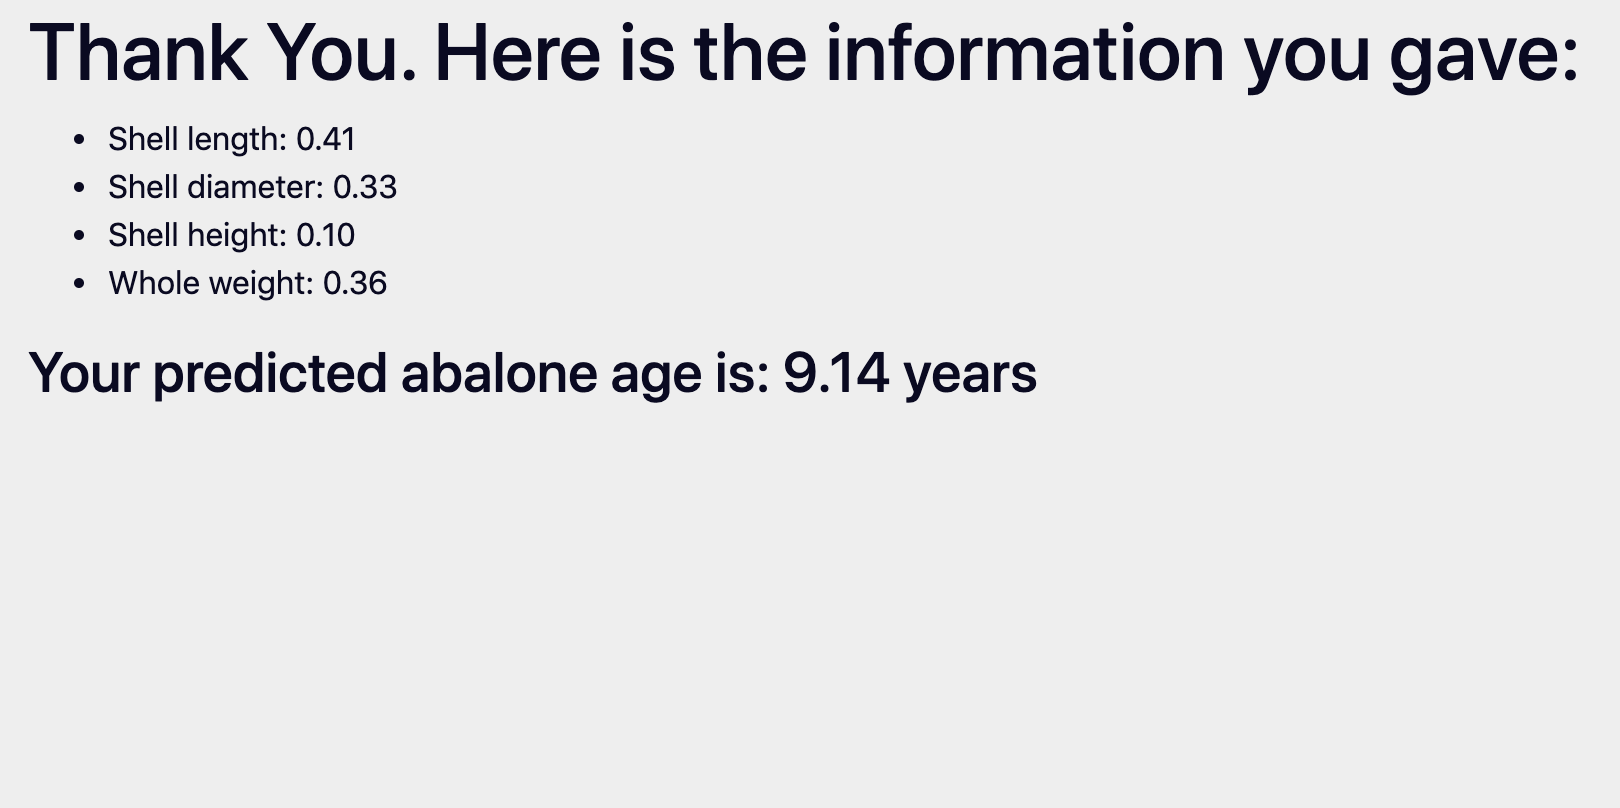 Thank You. Here is the information you gave:
• Shell length: 0.41
• Shell diameter: 0.33
• Shell height: 0.10
• Whole weight: 0.36
Your predicted abalone age is: 9.14 years